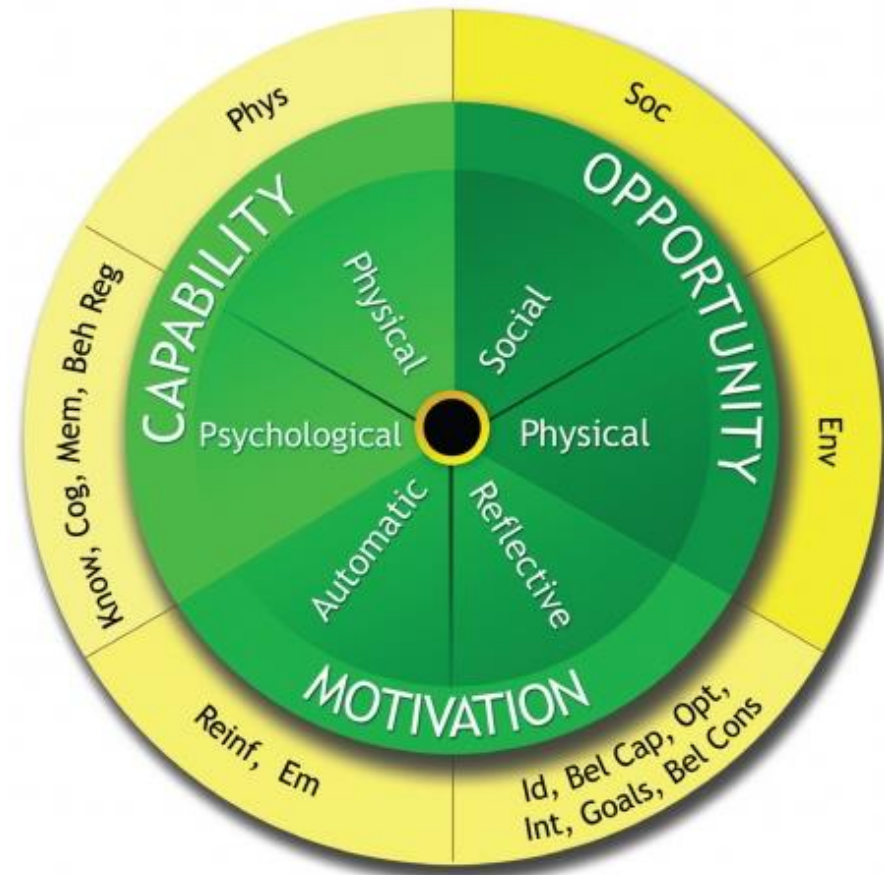 Phys
Soc
CAPABILITY
OPPORTUNITY
Physical
Social
Know, Cog, Mem, Beh Reg
Psychological
Physical
Env
Automatic
Reflective
MOTIVATION
Reinf, Em
Id, Bel Cap, Opt,
Int, Goals, Bel Cons